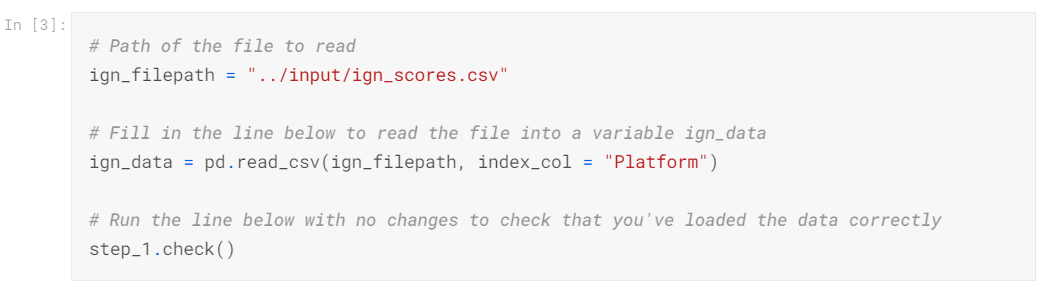 In [3]:
# Path of the file to read
ign_filepath = "../input/ign_scores.csv"
# Fill in the line below to read the file into a variable ign_data
ign_data = pd.read_csv(ign_filepath, index_col = "Platform")
# Run the line below with no changes to check that you've loaded the data correctly
step_1.check()